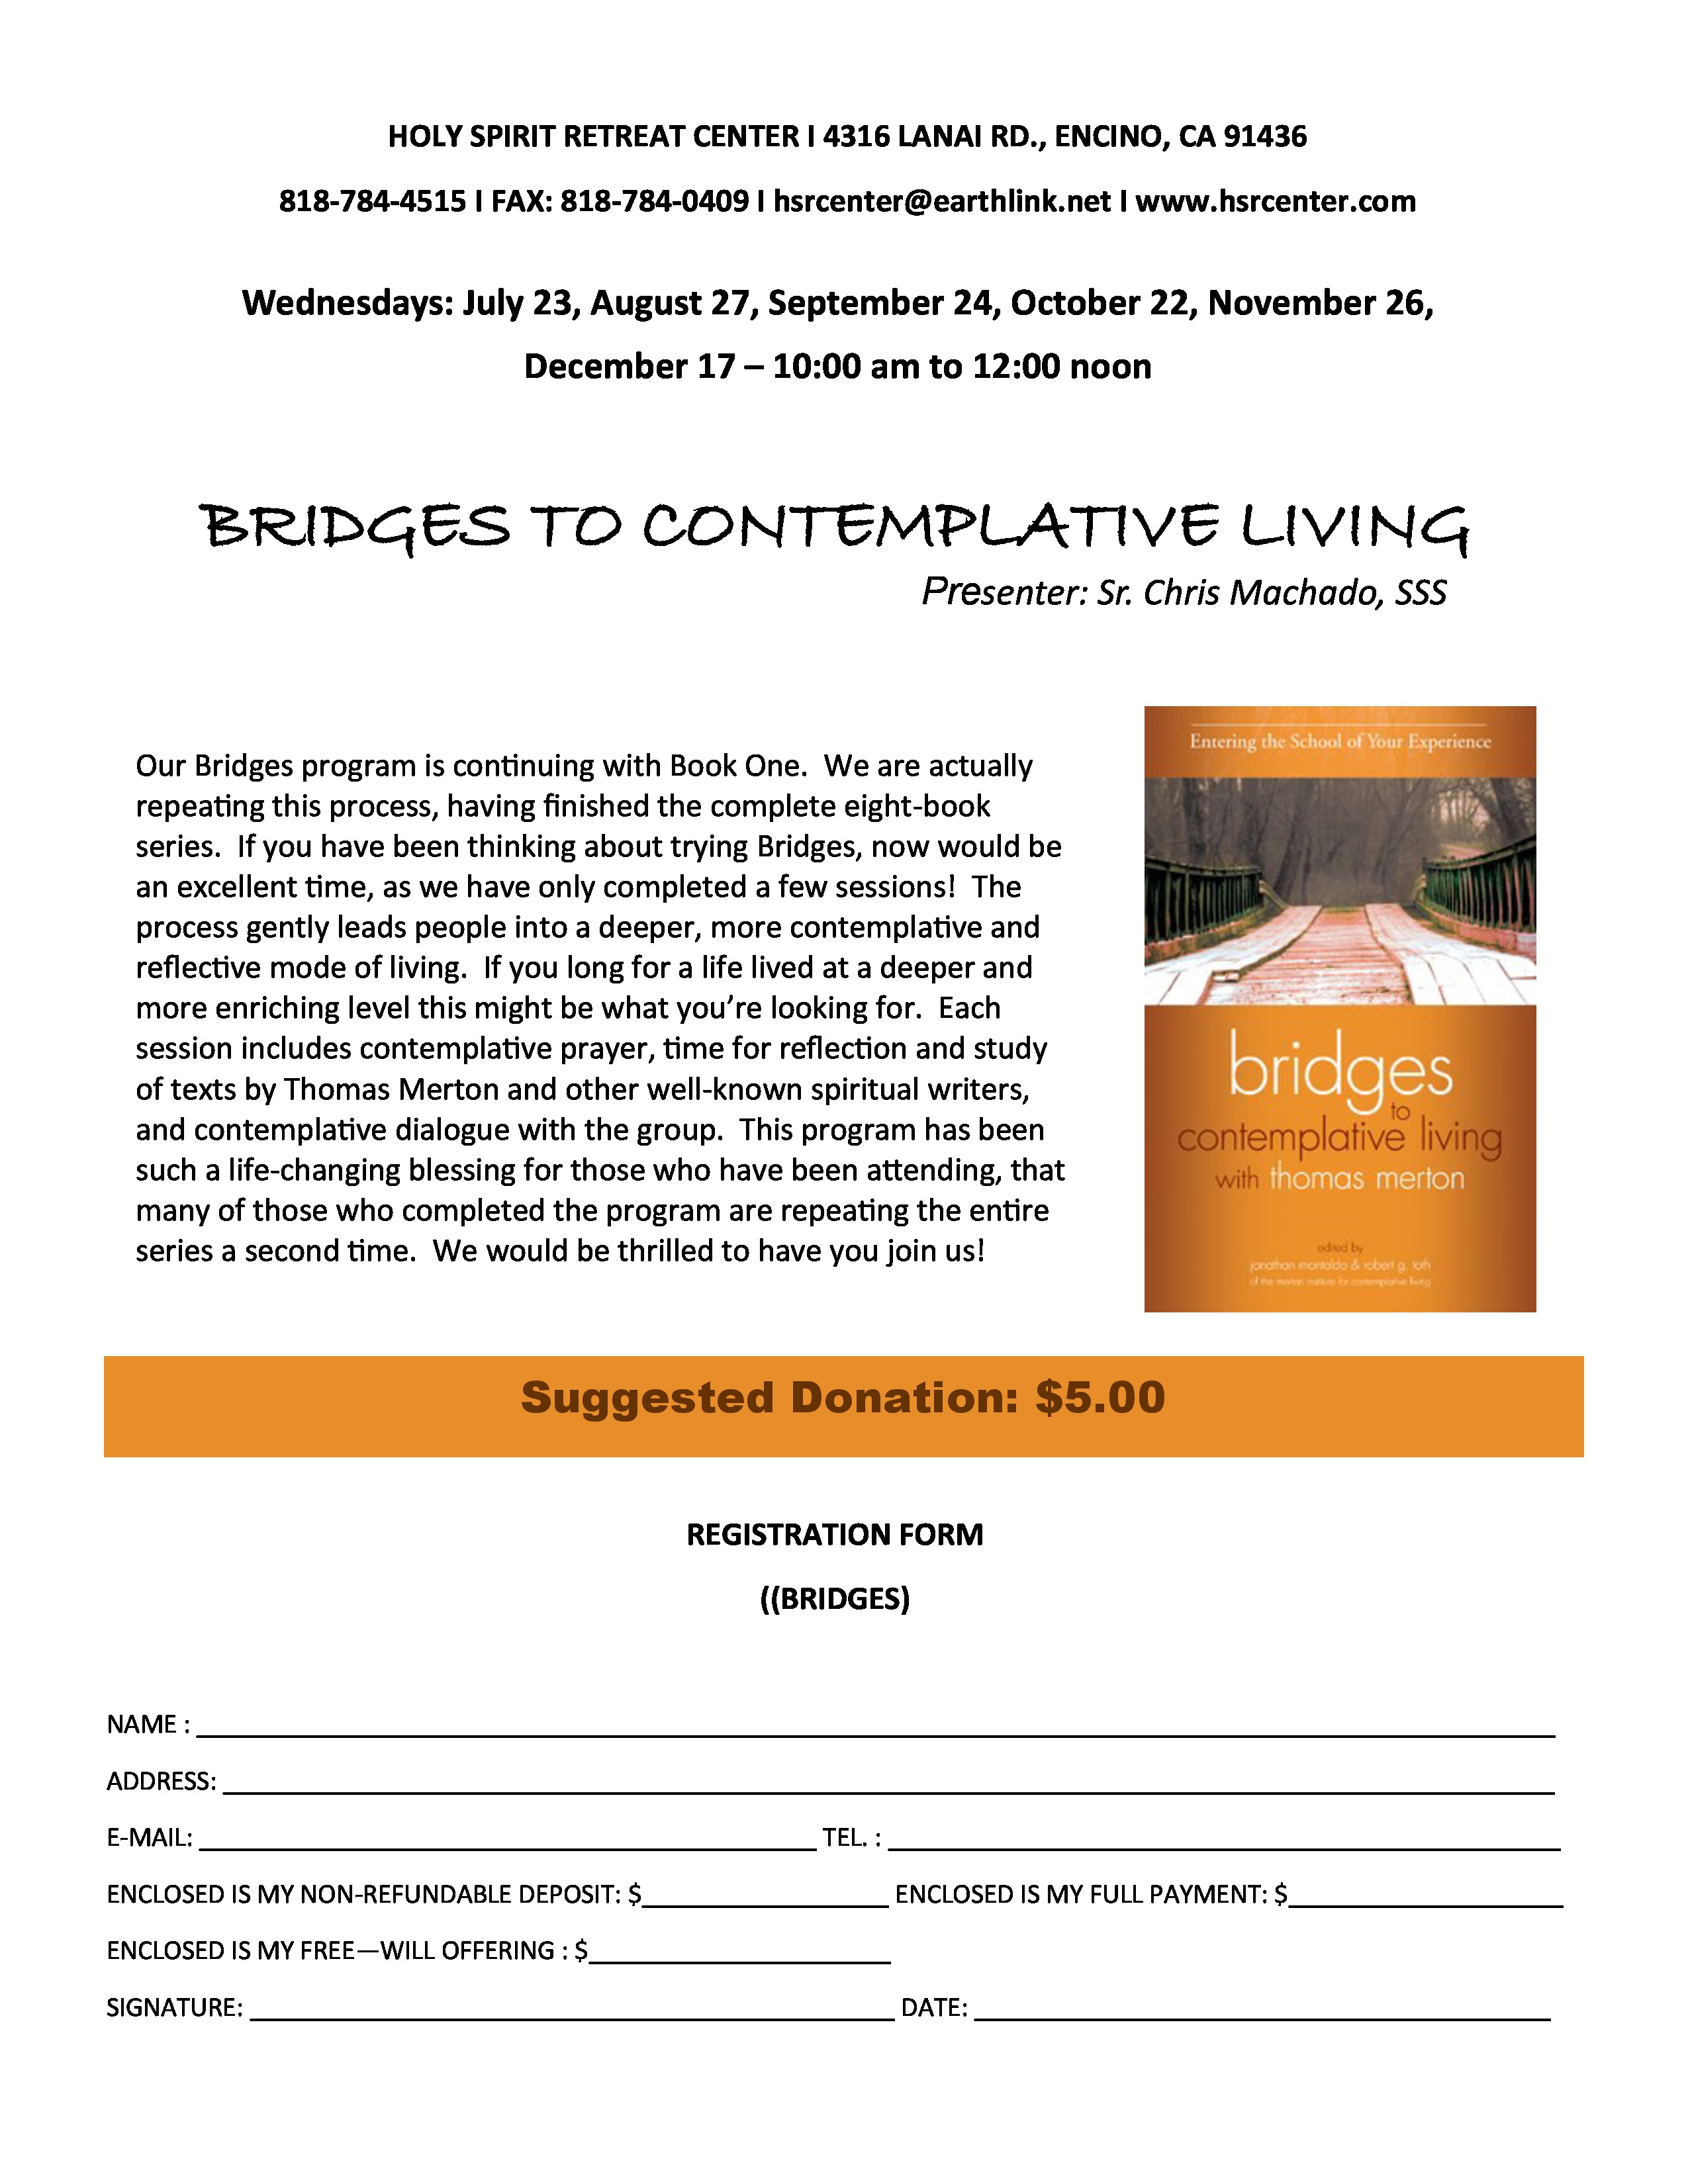 HOLY SPIRIT RETREAT CENTER I 4316 LANAI RD., ENCINO, CA 91436
818-784-4515 I FAX: 818-784-0409 I hsrcenter@earthlink.net I www.hsrcenter.com
Wednesdays: July 23, August 27, September 24, October 22, November 26,
December 17 – 10:00 am to 12:00 noon
BRIDGES TO CONTEMPLATIVE LIVING
Presenter: Sr. Chris Machado, SSS
Our Bridges program is continuing with Book One.  We are actually
repeating this process, having finished the complete eight-book
series.  If you have been thinking about trying Bridges, now would be
an excellent time, as we have only completed a few sessions!  The
process gently leads people into a deeper, more contemplative and
reflective mode of living.  If you long for a life lived at a deeper and
more enriching level this might be what you’re looking for.  Each
session includes contemplative prayer, time for reflection and study
of texts by Thomas Merton and other well-known spiritual writers,
and contemplative dialogue with the group.  This program has been
such a life-changing blessing for those who have been attending, that
many of those who completed the program are repeating the entire
series a second time.  We would be thrilled to have you join us!
Entering the School of Your Experience
bridges
to
contemplative living
with thomas merton
edited by
jonathan montaldo & robert g. toth
of the merton institute for contemplative living
Suggested Donation: $5.00
REGISTRATION FORM
((BRIDGES)
NAME :
ADDRESS:
E-MAIL: TEL. :
ENCLOSED IS MY NON-REFUNDABLE DEPOSIT: $ ENCLOSED IS MY FULL PAYMENT: $
ENCLOSED IS MY FREE—WILL OFFERING : $
SIGNATURE: DATE: